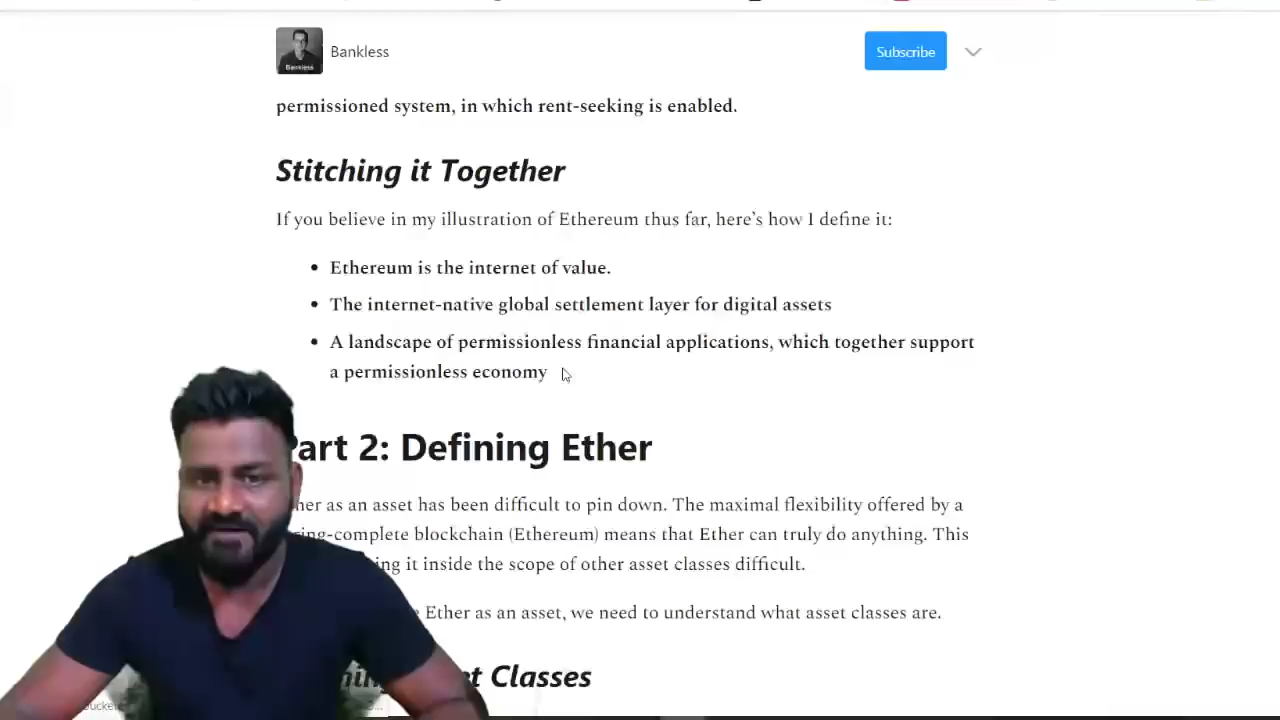 Bankless
Subscribe
Bankless
permissioned system, in which rent-seeking is enabled.
Stitching it Together
If you believe in my illustration of Ethereum thus far, here's how I define it:
• Ethereum is the internet of value.
• The internet-native global settlement layer for digital assets
• A landscape of permissionless financial applications, which together support
a permissionless economy
art 2: Defining Ether
her as an asset has been difficult to pin down. The maximal flexibility offered by a
ring-complete blockchain (Ethereum) means that Ether can truly do anything. This
ing it inside the scope of other asset classes difficult.
e Ether as an asset, we need to understand what asset classes are.
Classes